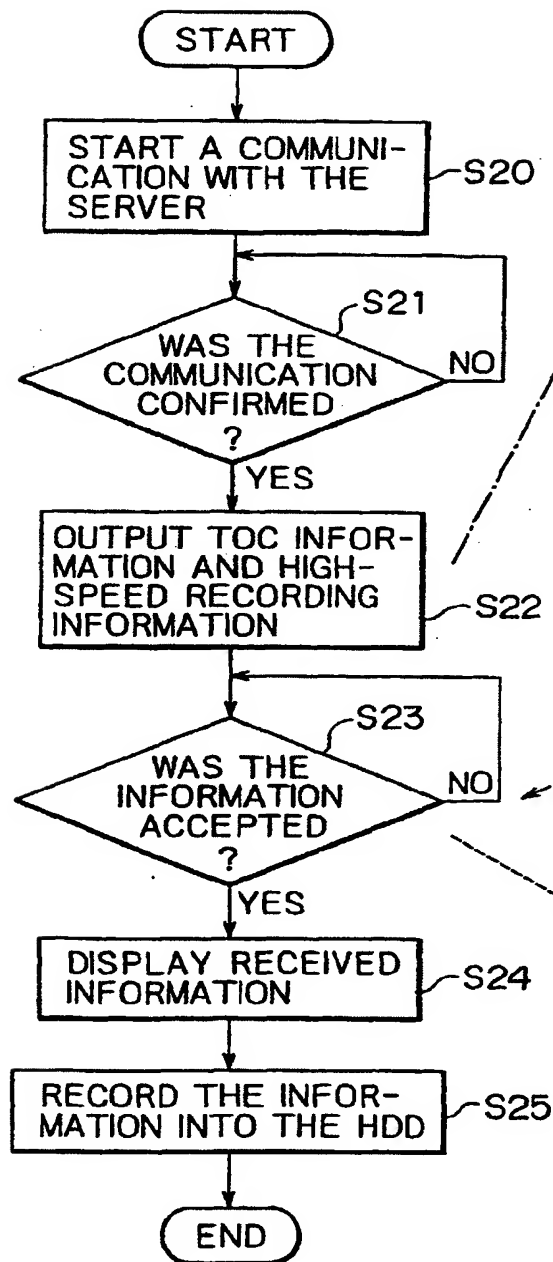 START
START A COMMUNI-
CATION WITH THE
SERVER
S20
S21
WAS THE
COMMUNICATION
CONFIRMED
?
NO
YES
OUTPUT TOC INFOR-
MATION AND HIGH-
SPEED RECORDING
INFORMATION
S22
S23
WAS THE
INFORMATION
ACCEPTED
?
NO
YES
DISPLAY RECEIVED
INFORMATION
S24
RECORD THE INFOR-
MATION INTO THE HDD
S25
END